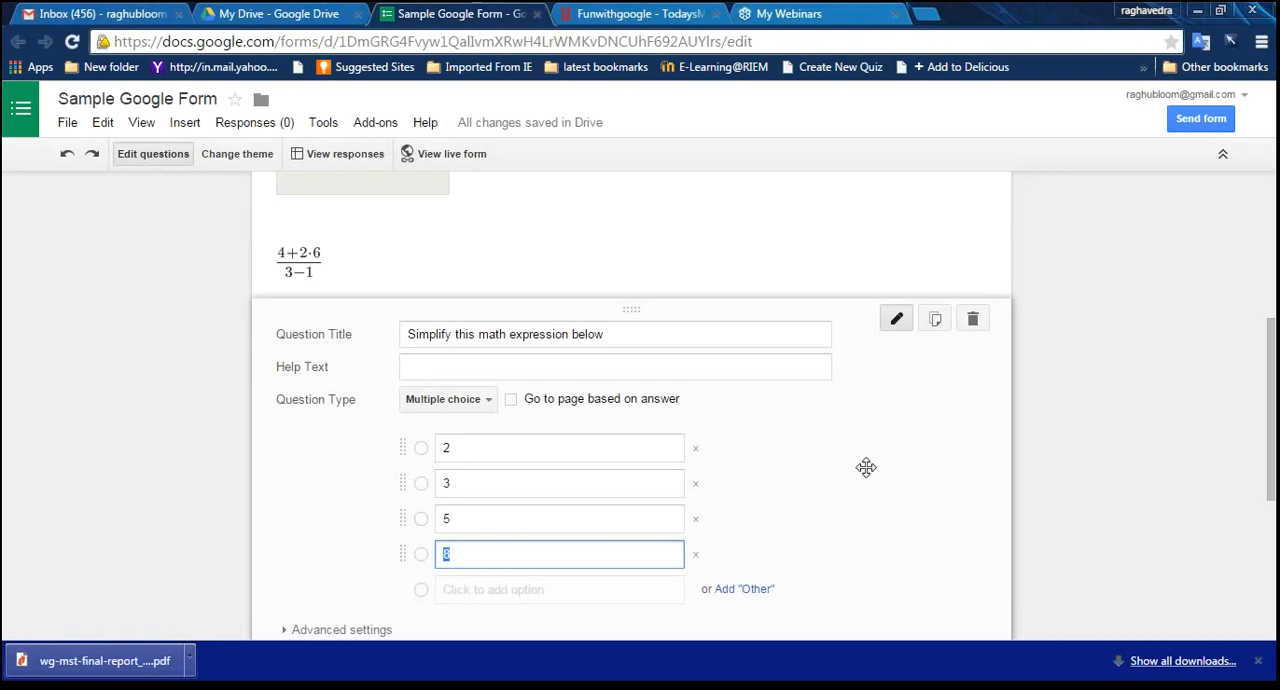 Inbox (456) - raghubloom
My Drive - Google Drive
Sample Google Form - Go
Funwithgoogle - TodaysM
My Webinars
raghavedra
https://docs.google.com/forms/d/1DmGRG4Fvyw1QalIvmXRwH4LrWMKvDNCUhF692AUYlrs/edit
Apps
New folder
http://in.mail.yahoo....
Suggested Sites
Imported From IE
latest bookmarks
E-Learning@RIEM
Create New Quiz
+ Add to Delicious
»
Other bookmarks
Sample Google Form
raghubloom@gmail.com
File Edit View Insert Responses (0) Tools Add-ons Help All changes saved in Drive
Send form
Edit questions
Change theme
View responses
View live form
4+2·6
3−1
Question Title
Simplify this math expression below
Help Text
Question Type
Multiple choice
Go to page based on answer
2
3
5
8
Click to add option
or Add "Other"
Advanced settings
wg-mst-final-report_....pdf
Show all downloads...